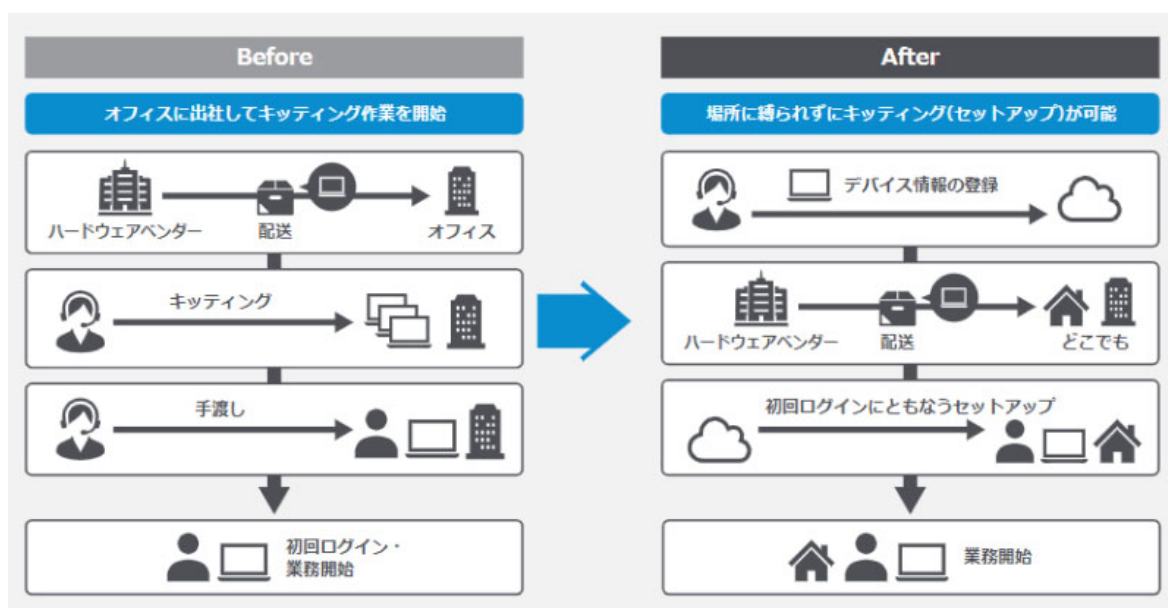 Before
オフィスに出社してキッティング作業を開始
ハードウェアベンダー
配送
オフィス
キッティング
手渡し
初回ログイン・
業務開始
After
場所に縛られずにキッティング(セットアップ)が可能
デバイス情報の登録
ハードウェアベンダー
配送
どこでも
初回ログインにともなうセットアップ
業務開始